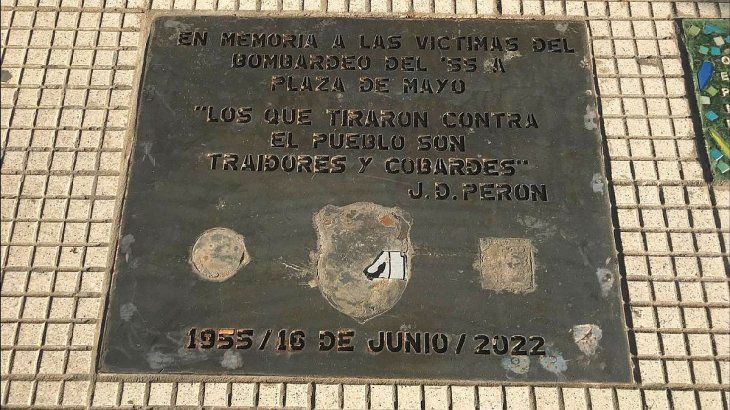 EN MEMORIA A LAS VICTIMAS DEL
BOMBARDEO DEL '55 A
PLAZA DE MAYO
"LOS QUE TIRARON CONTRA
EL PUEBLO SON
TRAIDORES Y COBARDES"
J.D.PERON
1955/16 DE JUNIO/2022